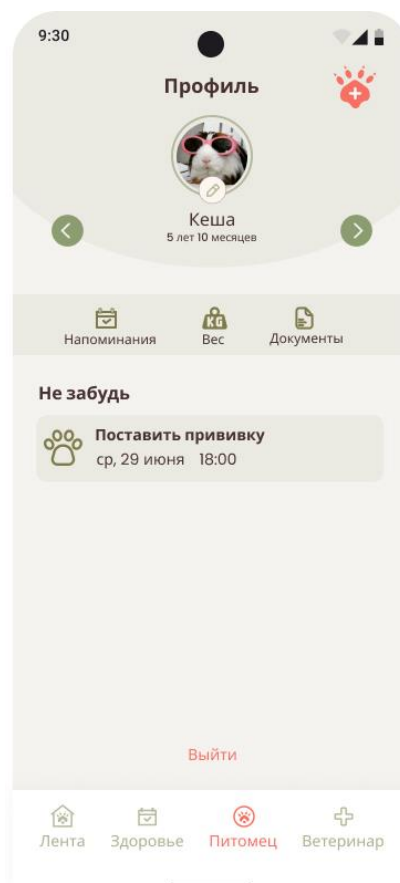 9:30
Профиль
Кеша
5 лет 10 месяцев
KG
Напоминания Вес Документы
Не забудь
Поставить прививку
ср, 29 июня 18:00
Выйти
Лента Здоровье Питомец Ветеринар